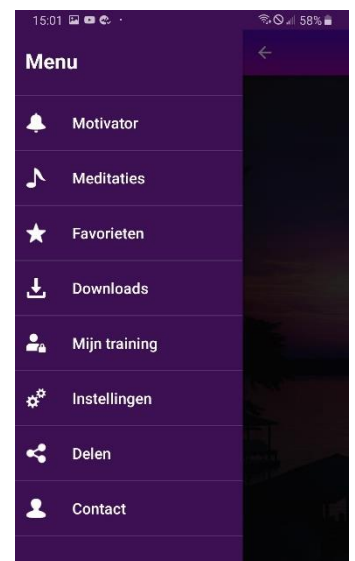 15:01 58%
Menu
Motivator
Meditaties
Favorieten
Downloads
Mijn training
Instellingen
Delen
Contact